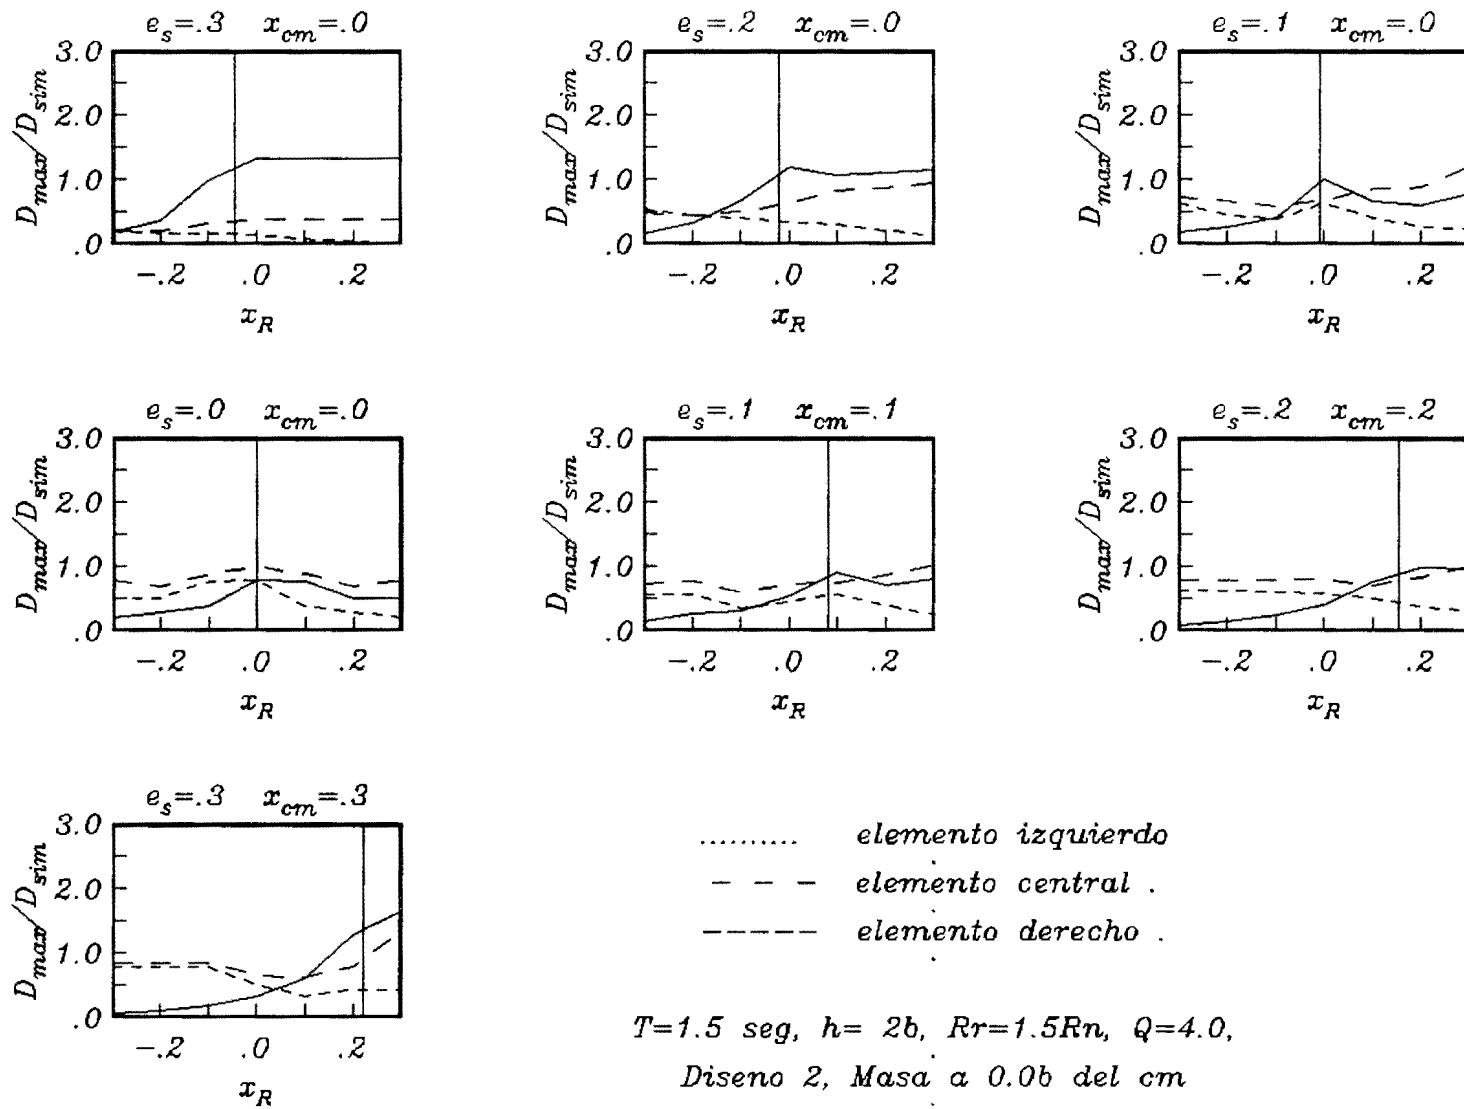 e_s=.3 x_cm=.0
3.0
2.0
1.0
.0
D_max/D_sim
-.2 .0 .2
x_R
e_s=.2 x_cm=.0
3.0
2.0
1.0
.0
D_max/D_sim
-.2 .0 .2
x_R
e_s=.1 x_cm=.0
3.0
2.0
1.0
.0
D_max/D_sim
-.2 .0 .2
x_R
e_s=.0 x_cm=.0
3.0
2.0
1.0
.0
D_max/D_sim
-.2 .0 .2
x_R
e_s=.1 x_cm=.1
3.0
2.0
1.0
.0
D_max/D_sim
-.2 .0 .2
x_R
e_s=.2 x_cm=.2
3.0
2.0
1.0
.0
D_max/D_sim
-.2 .0 .2
x_R
e_s=.3 x_cm=.3
3.0
2.0
1.0
.0
D_max/D_sim
-.2 .0 .2
x_R
elemento izquierdo
elemento central .
elemento derecho .
T=1.5 seg, h= 2b, Rr=1.5Rn, Q=4.0,
Diseno 2, Masa a 0.0b del cm